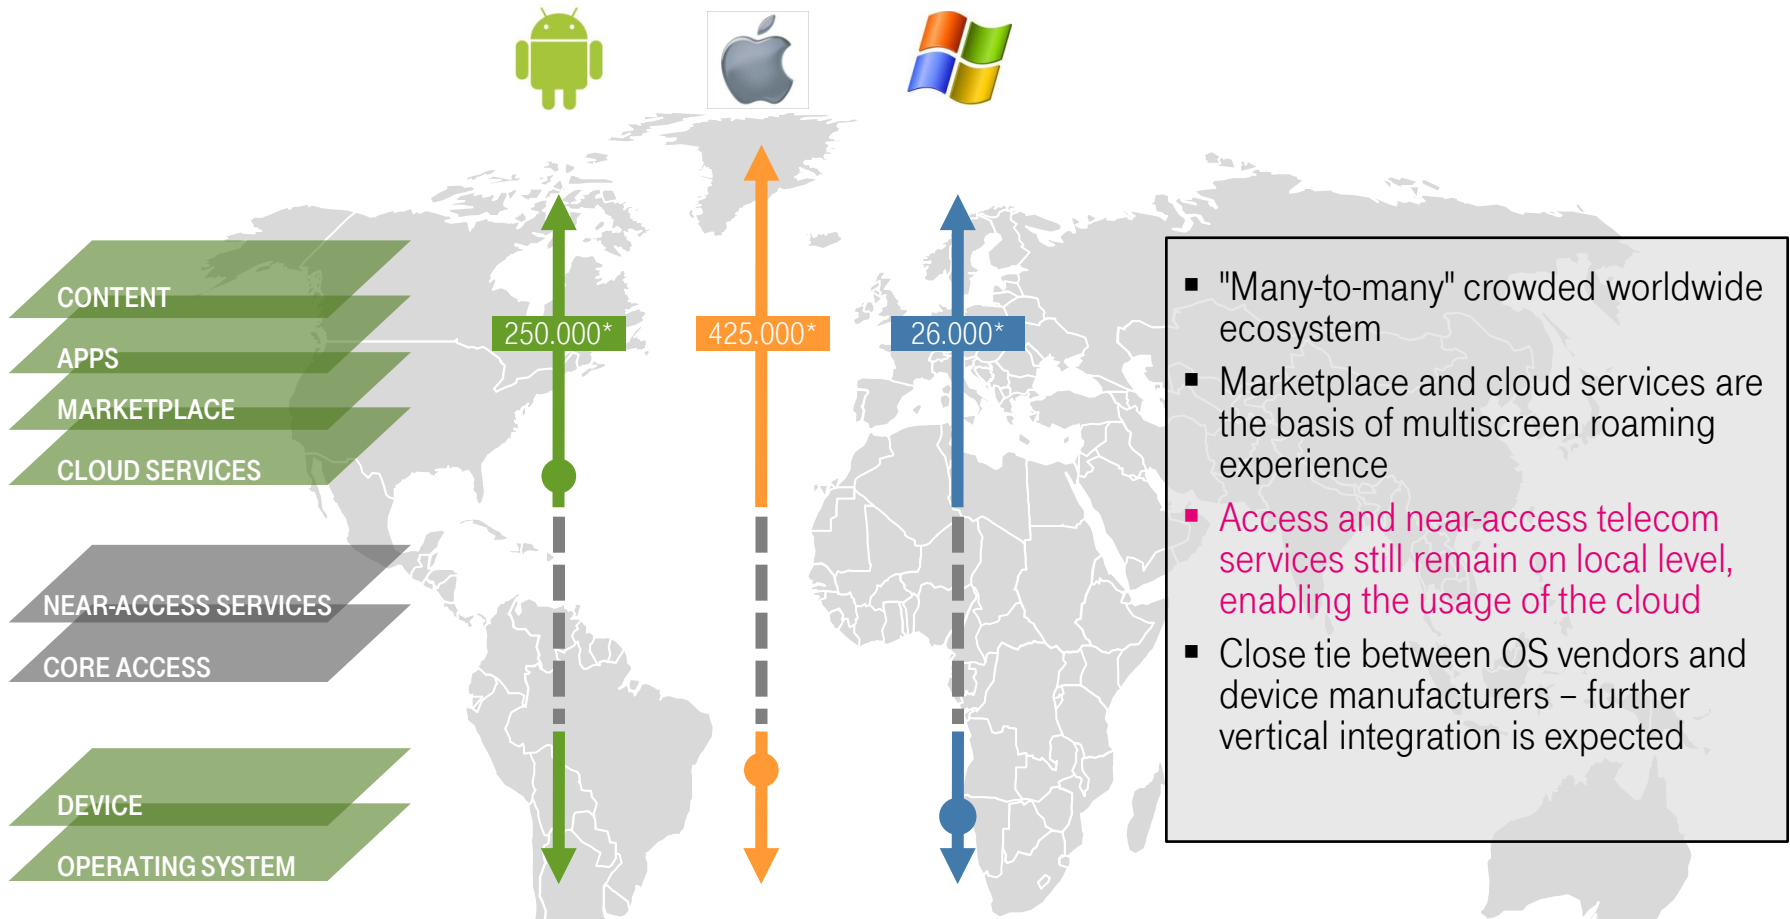 CONTENT
APPS
MARKETPLACE
CLOUD SERVICES
NEAR-ACCESS SERVICES
CORE ACCESS
DEVICE
OPERATING SYSTEM
250.000*
425.000*
26.000*
▪ "Many-to-many" crowded worldwide
ecosystem
▪ Marketplace and cloud services are
the basis of multiscreen roaming
experience
▪ Access and near-access telecom
services still remain on local level,
enabling the usage of the cloud
▪ Close tie between OS vendors and
device manufacturers – further
vertical integration is expected